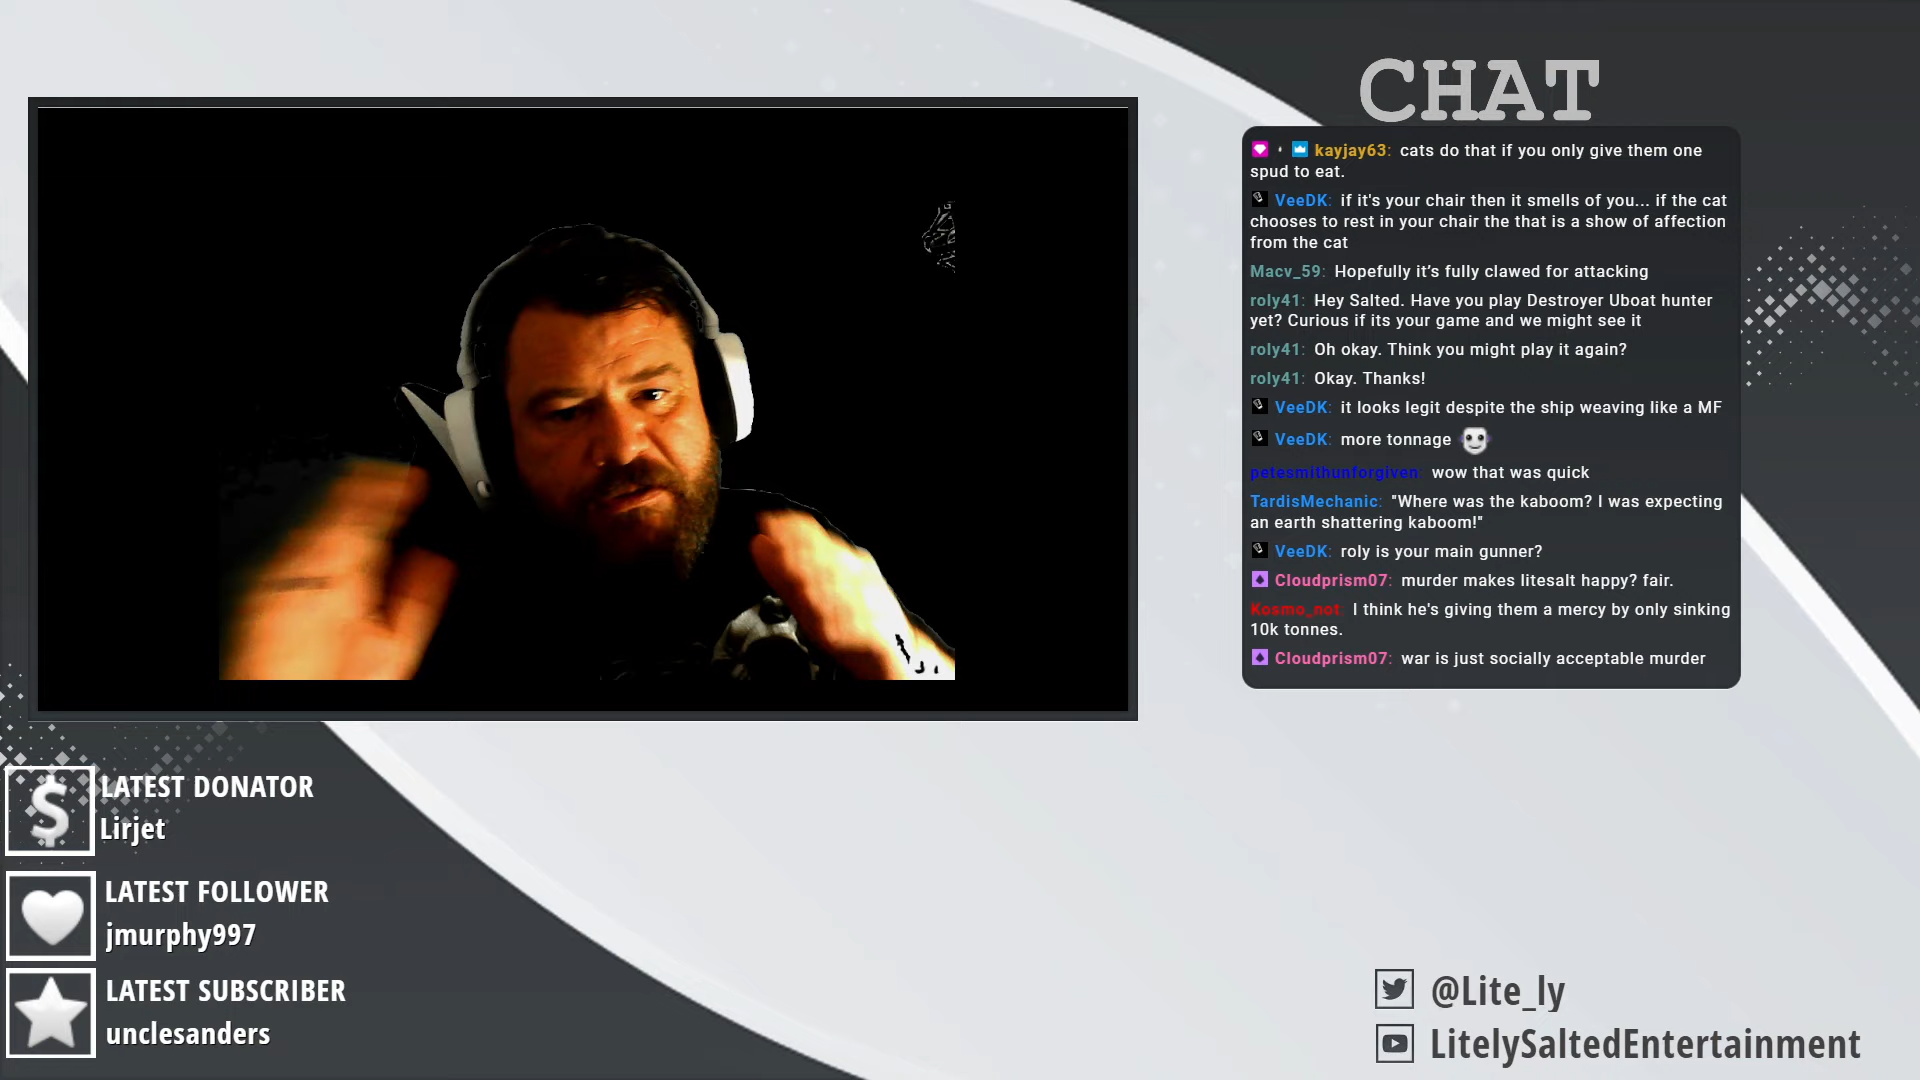 CHAT
kayjay63: cats do that if you only give them one
spud to eat.
VeeDK: if it's your chair then it smells of you... if the cat
chooses to rest in your chair the that is a show of affection
from the cat
Macv_59: Hopefully it’s fully clawed for attacking
roly41: Hey Salted. Have you play Destroyer Uboat hunter
yet? Curious if its your game and we might see it
roly41: Oh okay. Think you might play it again?
roly41: Okay. Thanks!
VeeDK: it looks legit despite the ship weaving like a MF
VeeDK: more tonnage
petesmithunforgiven: wow that was quick
TardisMechanic: "Where was the kaboom? I was expecting
an earth shattering kaboom!"
VeeDK: roly is your main gunner?
Cloudprism07: murder makes litesalt happy? fair.
Kosmo_not: I think he's giving them a mercy by only sinking
10k tonnes.
Cloudprism07: war is just socially acceptable murder
LATEST DONATOR
Lirjet
LATEST FOLLOWER
jmurphy997
LATEST SUBSCRIBER
unclesanders
@Lite_ly
LitelySaltedEntertainment